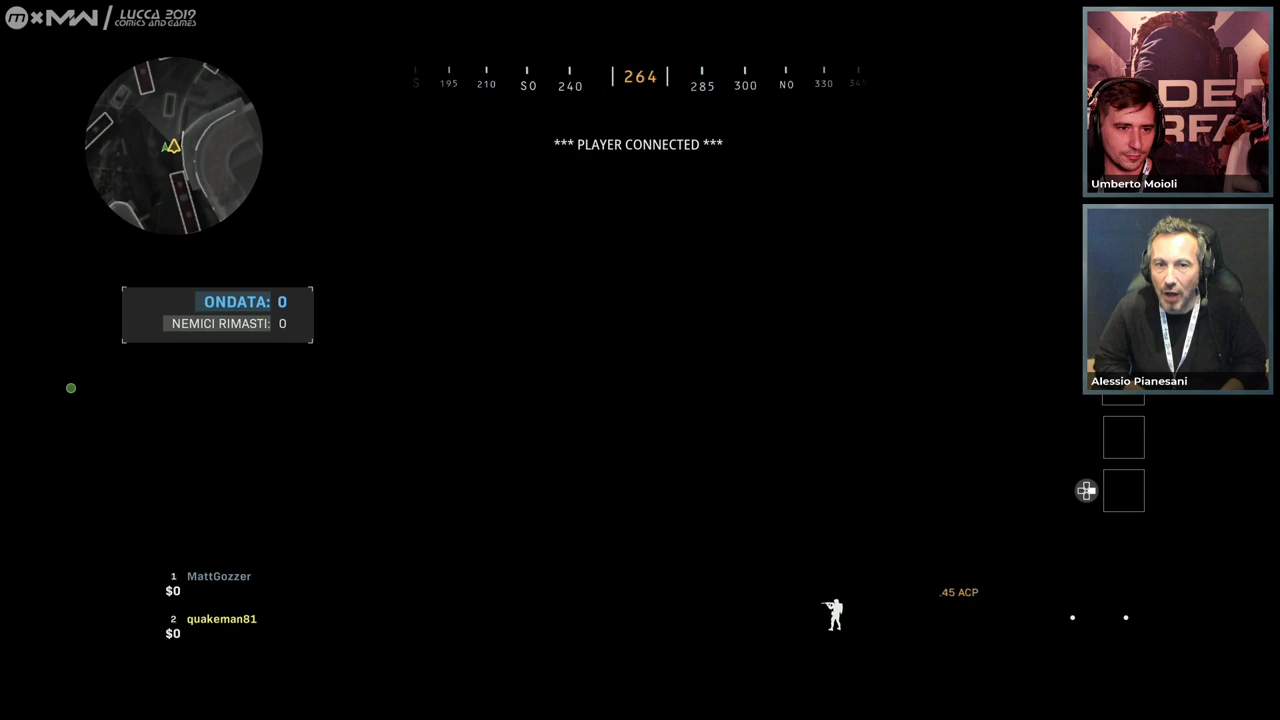 m x MW / LUCCA 2019
COMICS AND GAMES
S 195 210 SO 240 264 285 300 NO 330 345
*** PLAYER CONNECTED ***
Umberto Moioli
Alessio Pianesani
ONDATA: 0
NEMICI RIMASTI: 0
1 MattGozzer
$0
2 quakeman81
$0
.45 ACP